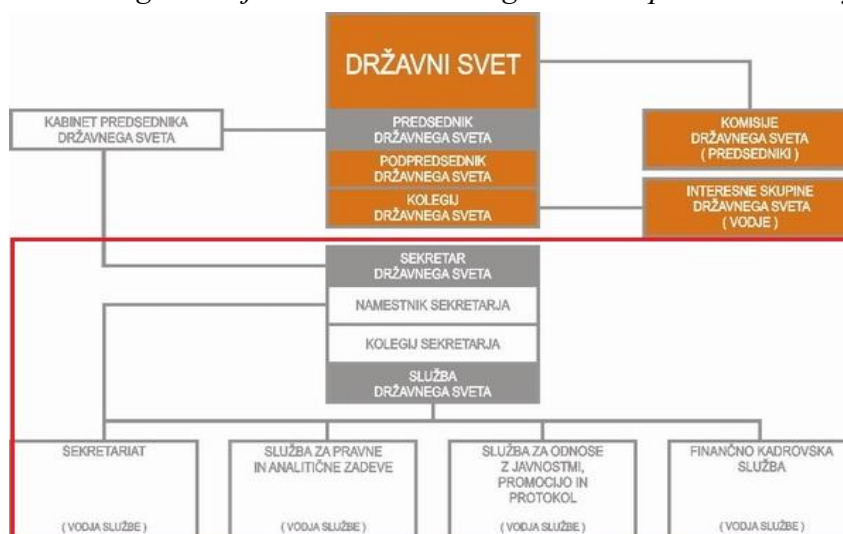 DRŽAVNI SVET
KABINET PREDSEDNIKA
DRŽAVNEGA SVETA
PREDSEDNIK
DRŽAVNEGA SVETA
PODPREDSEDNIK
DRŽAVNEGA SVETA
KOLEGIJ
DRŽAVNEGA SVETA
KOMISIJE
DRŽAVNEGA SVETA
( PREDSEDNIKI )
INTERESNE SKUPINE
DRŽAVNEGA SVETA
( VODJE )
SEKRETAR
DRŽAVNEGA SVETA
NAMESTNIK SEKRETARJA
KOLEGIJ SEKRETARJA
SLUŽBA
DRŽAVNEGA SVETA
SEKRETARIAT
( VODJA SLUŽBE )
SLUŽBA ZA PRAVNE
IN ANALITIČNE ZADEVE
( VODJA SLUŽBE )
SLUŽBA ZA ODNOSE
Z JAVNOSTMI,
PROMOCIJO IN
PROTOKOL
( VODJA SLUŽBE )
FINANČNO KADROVSKA
SLUŽBA
( VODJA SLUŽBE )